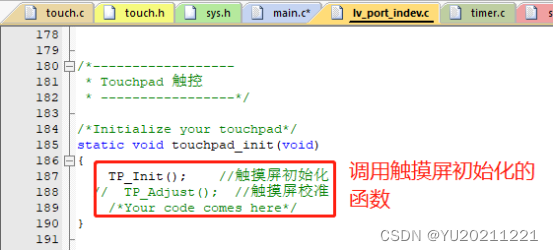 touch.c touch.h sys.h main.c* lv_port_indev.c timer.c s
178
179
180 /*------------------
181 * Touchpad 触控
182 * -----------------*/
183
184 /*Initialize your touchpad*/
185 static void touchpad_init(void)
186 {
187 TP_Init(); //触摸屏初始化
188 // TP_Adjust(); //触摸屏校准
189 /*Your code comes here*/
190 }
191
调用触摸屏初始化的
函数
CSDN @YU20211221